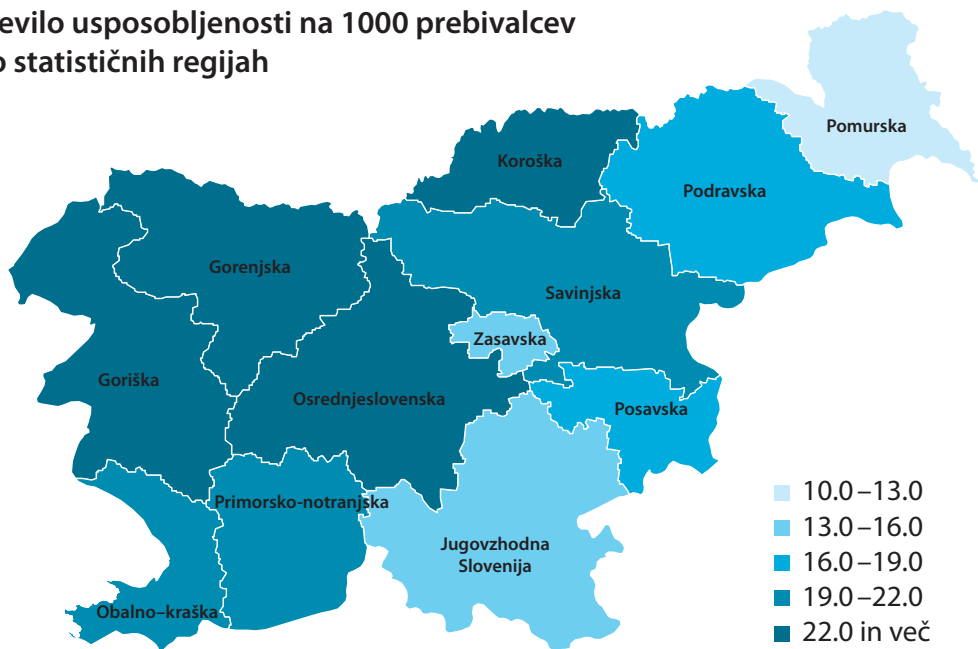 evilo usposobljenosti na 1000 prebivalcev
o statističnih regijah
Pomurska
Koroška
Podravska
Gorenjska
Savinjska
Zasavska
Goriška
Osrednjeslovenska
Posavska
Primorsko-notranjska
Jugovzhodna
Slovenija
Obalno-kraška
10.0–13.0
13.0–16.0
16.0–19.0
19.0–22.0
22.0 in več